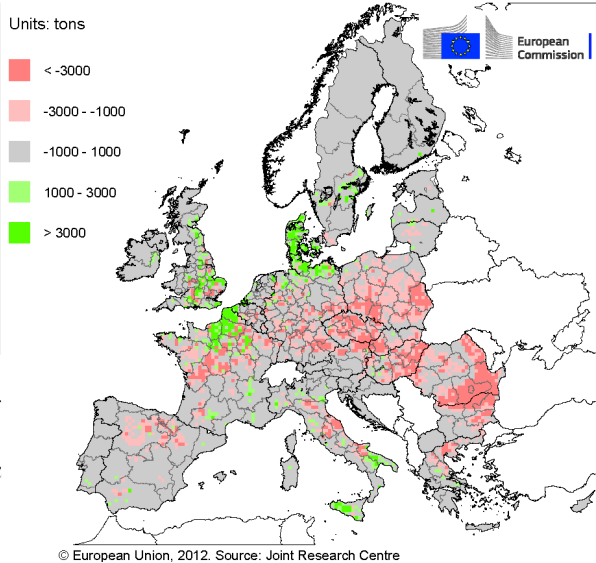 Units: tons
< -3000
-3000 - -1000
-1000 - 1000
1000 - 3000
> 3000
European
Commission
© European Union, 2012. Source: Joint Research Centre